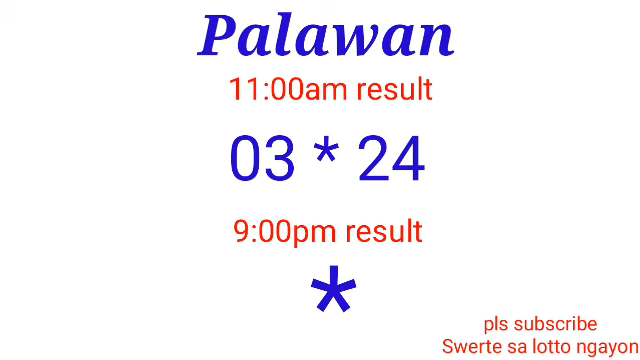 Palawan
11:00am result
03 * 24
9:00pm result
*
pls subscribe
Swerte sa lotto ngayon